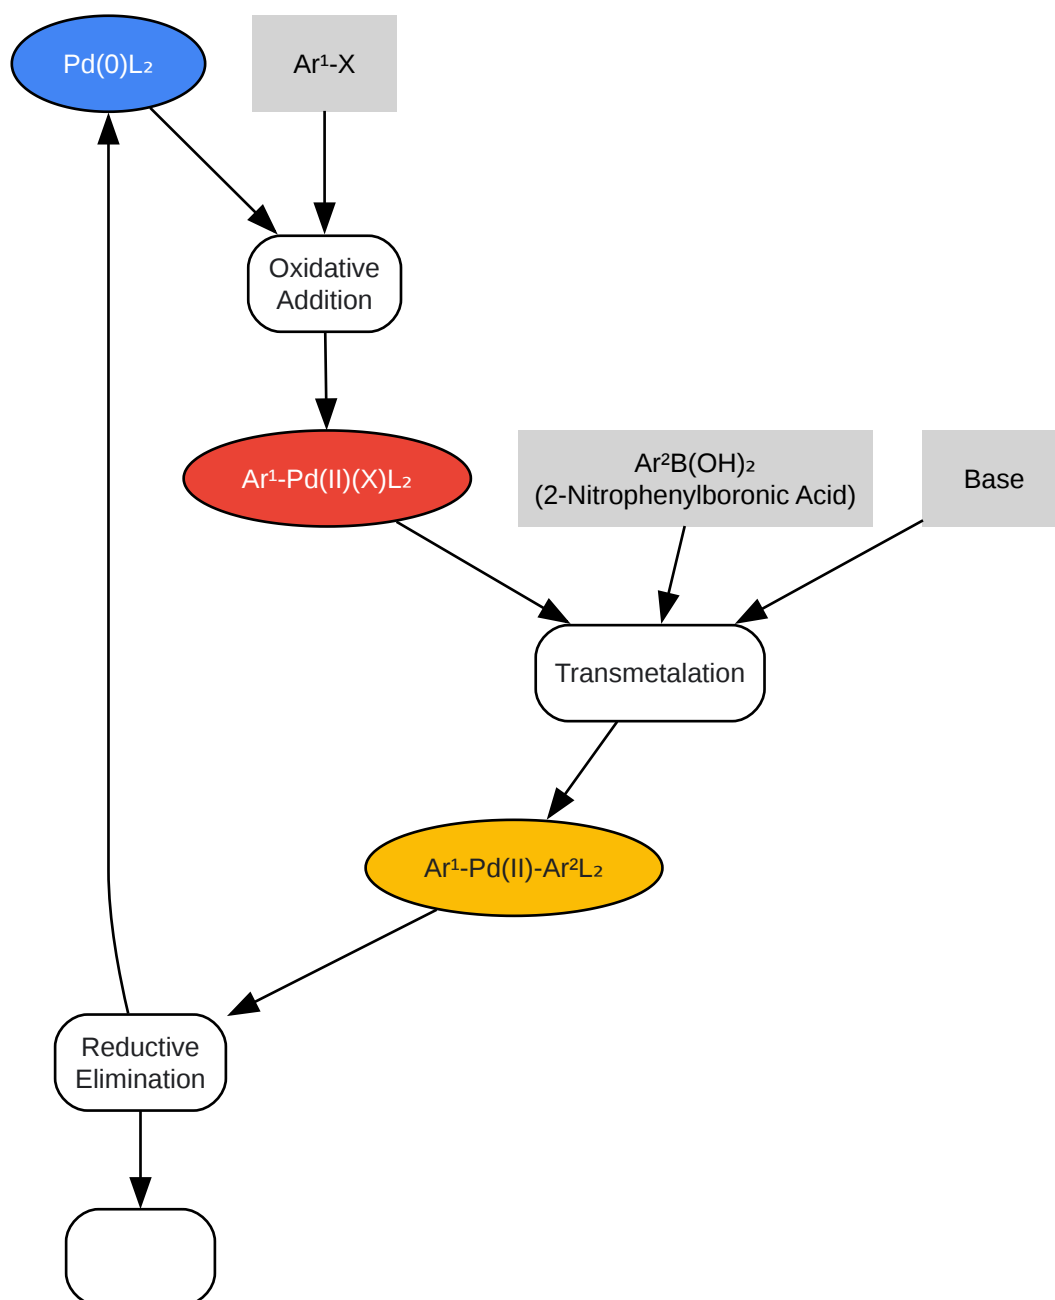 Pd(0)L₂
Ar¹-X
Oxidative
Addition
Ar¹-Pd(II)(X)L₂
Ar²B(OH)₂
(2-Nitrophenylboronic Acid)
Base
Transmetalation
Ar¹-Pd(II)-Ar²L₂
Reductive
Elimination